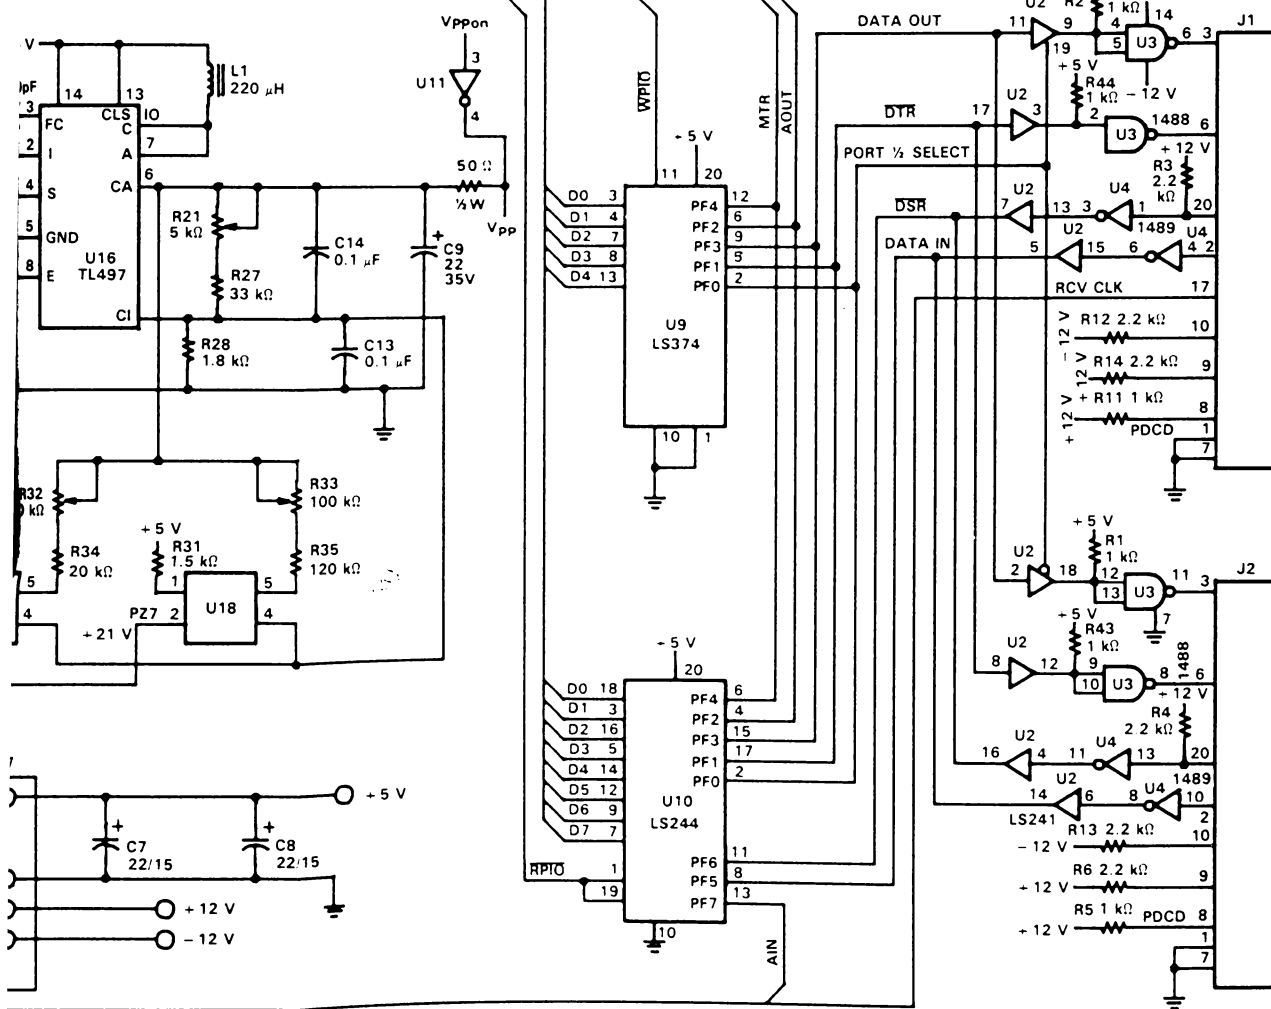 V
L1
220 μH
14
13
CLS
IO
C
3
FC
2
I
A
7
4
S
CA
6
5
GND
8
E
U16
TL497
CI
R21
5 kΩ
R27
33 kΩ
R28
1.8 kΩ
C14
0.1 μF
C13
0.1 μF
+
C9
22
35V
VPPon
3
U11
4
50 Ω
½ W
VPP
R32
kΩ
R34
20 kΩ
5
4
+5 V
R31
1.5 kΩ
R33
100 kΩ
R35
120 kΩ
1
5
U18
PZ7
2
4
+21 V
+5 V
+
C7
22/15
+
C8
22/15
+12 V
-12 V
WPIO
MTR
AOUT
+5 V
11
20
D0 3
D1 4
D2 7
D3 8
D4 13
PF4 12
PF2 6
PF3 9
PF1 5
PF0 2
U9
LS374
10
1
+5 V
20
D0 18
D1 3
D2 16
D3 5
D4 14
D5 12
D6 9
D7 7
PF4 6
PF2 4
PF3 15
PF1 17
PF0 2
U10
LS244
PF6 11
PF5 8
PF7 13
RPIO
1
19
10
AIN
DATA OUT
11
U2
9
19
R2
1 kΩ
14
4
5
U3
6
3
J1
-12 V
+5 V
R44
1 kΩ
DTR
17
U2
3
2
U3
1488
6
+12 V
R3
2.2
kΩ
PORT ½ SELECT
DSR
7
U2
13
3
U4
1
1489
20
DATA IN
5
U2
15
6
U4
4
2
RCV CLK
17
-12 V
R12 2.2 kΩ
10
12 V
R14 2.2 kΩ
9
+12 V
+R11 1 kΩ
8
PDCD
1
7
+5 V
R1
1 kΩ
2
U2
18
12
13
U3
11
3
7
J2
+5 V
R43
1 kΩ
8
U2
12
9
10
U3
1488
8
6
+12 V
R4
2.2 kΩ
16
U2
4
11
U4
13
20
1489
14
U2
6
8
U4
10
2
LS241
R13 2.2 kΩ
-12 V
10
R6 2.2 kΩ
+12 V
9
R5 1 kΩ
PDCD
8
+12 V
1
7